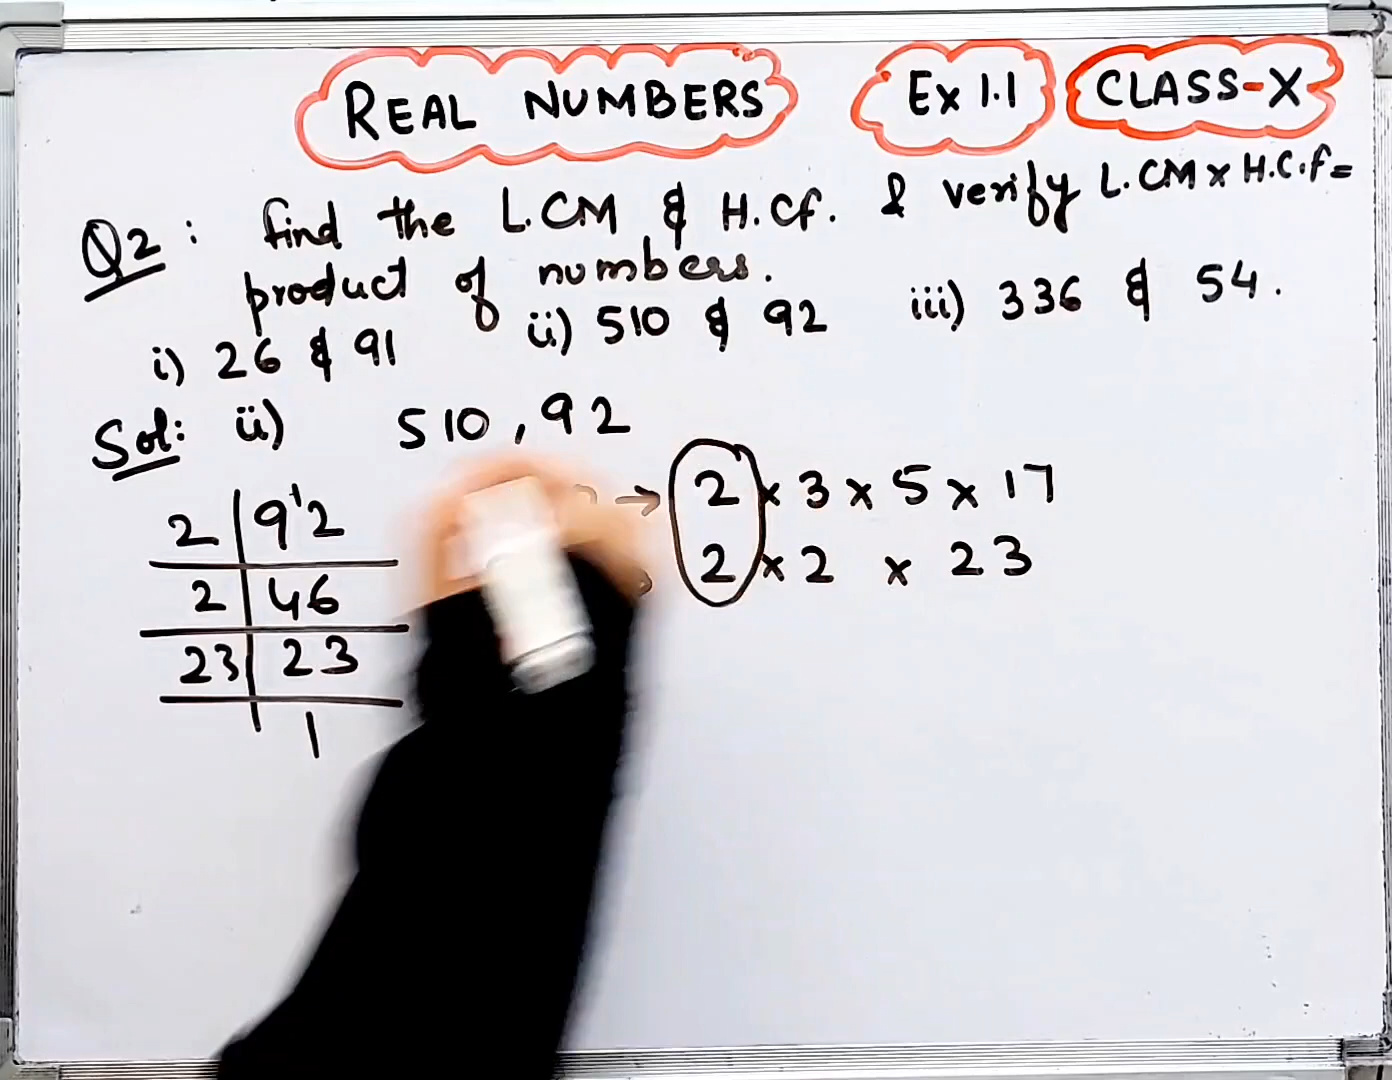 REAL NUMBERS Ex 1.1 CLASS-X
Q2: find the L.CM & H.Cf. & verify L.CM x H.C.f =
product of numbers.
i) 26 & 91 ii) 510 & 92 iii) 336 & 54.
Sol: ii) 510, 92
→ 2 x 3 x 5 x 17
2 x 2 x 23
2 | 92
2 | 46
23 | 23
1